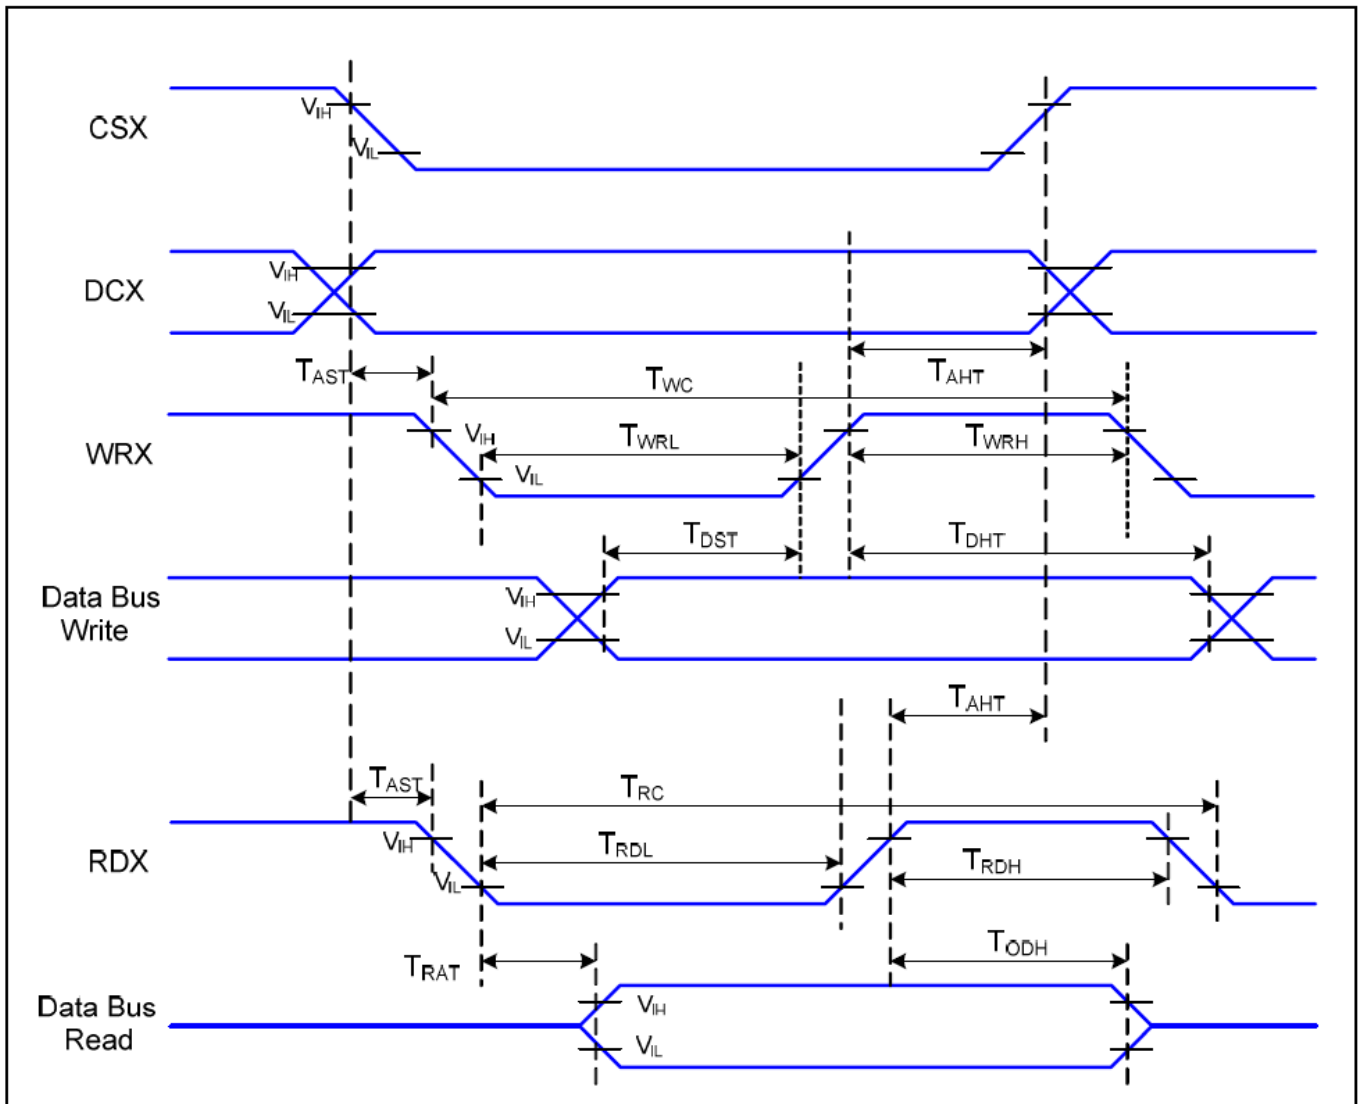 CSX
VIH
VIL
DCX
VIH
VIL
TAST
TWC
TAHT
WRX
VIH
TWRL
TWRH
VIL
TDST
TDHT
Data Bus
Write
VIH
VIL
TAHT
TAST
TRC
RDX
VIH
TRDL
TRDH
VIL
TRAT
TODH
Data Bus
Read
VIH
VIL